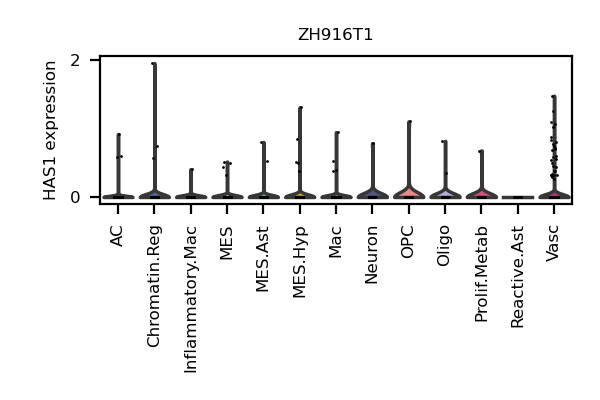 ZH916T1
HAS1 expression
2
0
AC
Chromatin.Reg
Inflammatory.Mac
MES
MES.Ast
MES.Hyp
Mac
Neuron
OPC
Oligo
Prolif.Metab
Reactive.Ast
Vasc